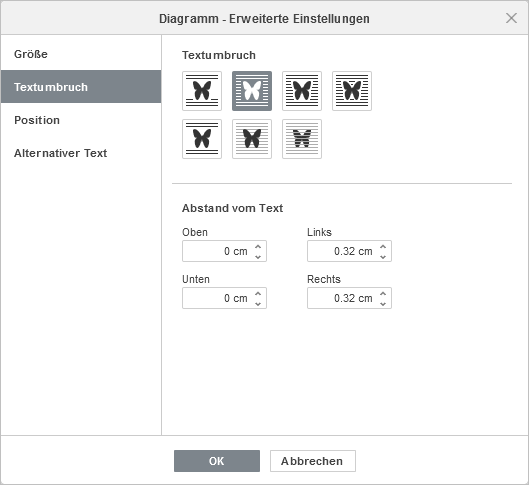 Diagramm - Erweiterte Einstellungen
Größe
Textumbruch
Position
Alternativer Text
Textumbruch
Abstand vom Text
Oben
Links
0 cm
0.32 cm
Unten
Rechts
0 cm
0.32 cm
OK
Abbrechen